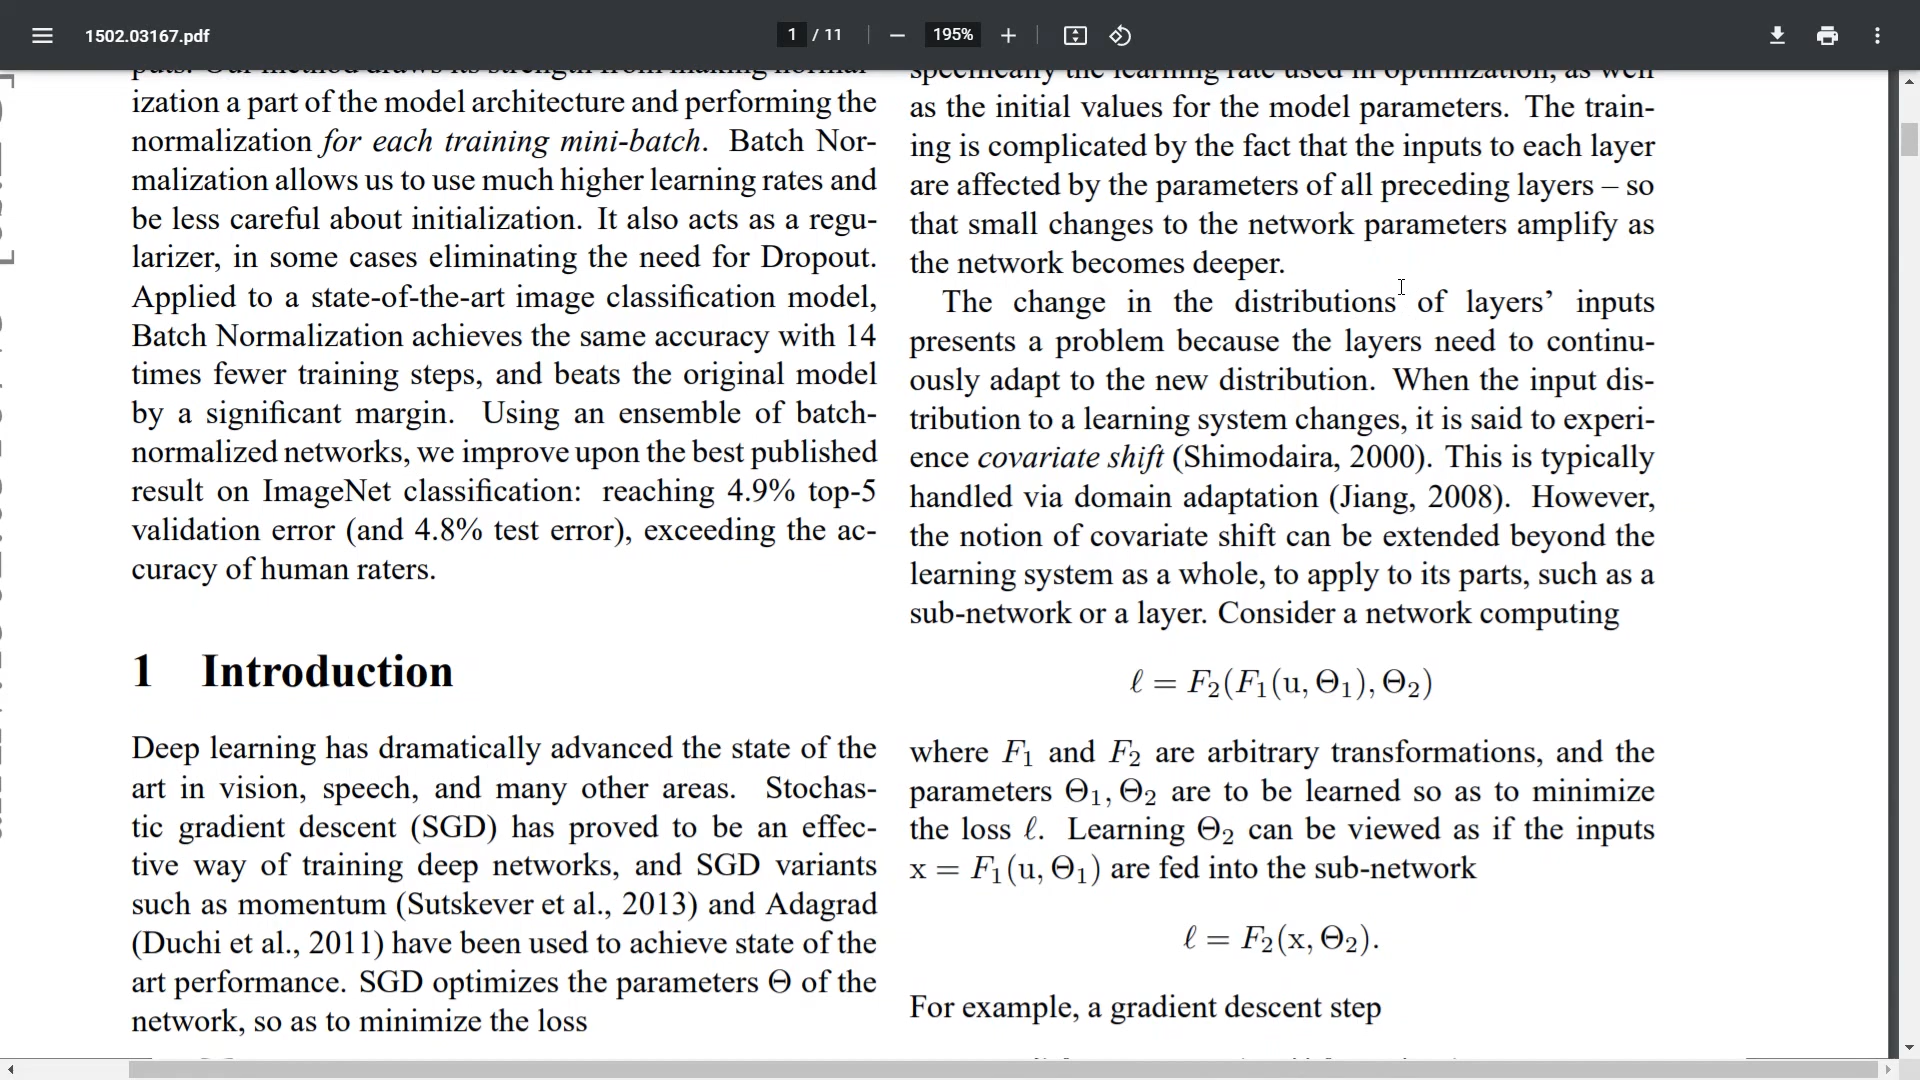 1502.03167.pdf
1 / 11
195%
puts. Our method draws its strength from making normal-
ization a part of the model architecture and performing the
normalization for each training mini-batch. Batch Nor-
malization allows us to use much higher learning rates and
be less careful about initialization. It also acts as a regu-
larizer, in some cases eliminating the need for Dropout.
Applied to a state-of-the-art image classification model,
Batch Normalization achieves the same accuracy with 14
times fewer training steps, and beats the original model
by a significant margin. Using an ensemble of batch-
normalized networks, we improve upon the best published
result on ImageNet classification: reaching 4.9% top-5
validation error (and 4.8% test error), exceeding the ac-
curacy of human raters.
1 Introduction
Deep learning has dramatically advanced the state of the
art in vision, speech, and many other areas. Stochas-
tic gradient descent (SGD) has proved to be an effec-
tive way of training deep networks, and SGD variants
such as momentum (Sutskever et al., 2013) and Adagrad
(Duchi et al., 2011) have been used to achieve state of the
art performance. SGD optimizes the parameters Θ of the
network, so as to minimize the loss
specifically the learning rate used in optimization, as well
as the initial values for the model parameters. The train-
ing is complicated by the fact that the inputs to each layer
are affected by the parameters of all preceding layers – so
that small changes to the network parameters amplify as
the network becomes deeper.
The change in the distributions of layers’ inputs
presents a problem because the layers need to continu-
ously adapt to the new distribution. When the input dis-
tribution to a learning system changes, it is said to experi-
ence covariate shift (Shimodaira, 2000). This is typically
handled via domain adaptation (Jiang, 2008). However,
the notion of covariate shift can be extended beyond the
learning system as a whole, to apply to its parts, such as a
sub-network or a layer. Consider a network computing
ℓ = F₂(F₁(u, Θ₁), Θ₂)
where F₁ and F₂ are arbitrary transformations, and the
parameters Θ₁, Θ₂ are to be learned so as to minimize
the loss ℓ. Learning Θ₂ can be viewed as if the inputs
x = F₁(u, Θ₁) are fed into the sub-network
ℓ = F₂(x, Θ₂).
For example, a gradient descent step